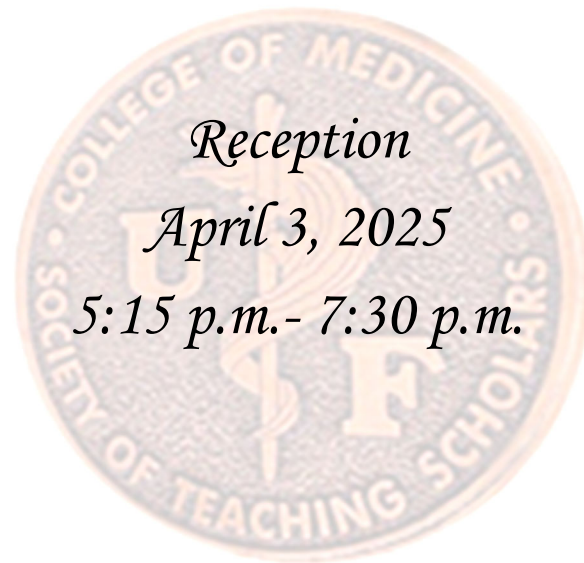 COLLEGE OF MEDICINE
Reception
April 3, 2025
5:15 p.m.- 7:30 p.m.
U
F
SOCIETY OF TEACHING SCHOLARS